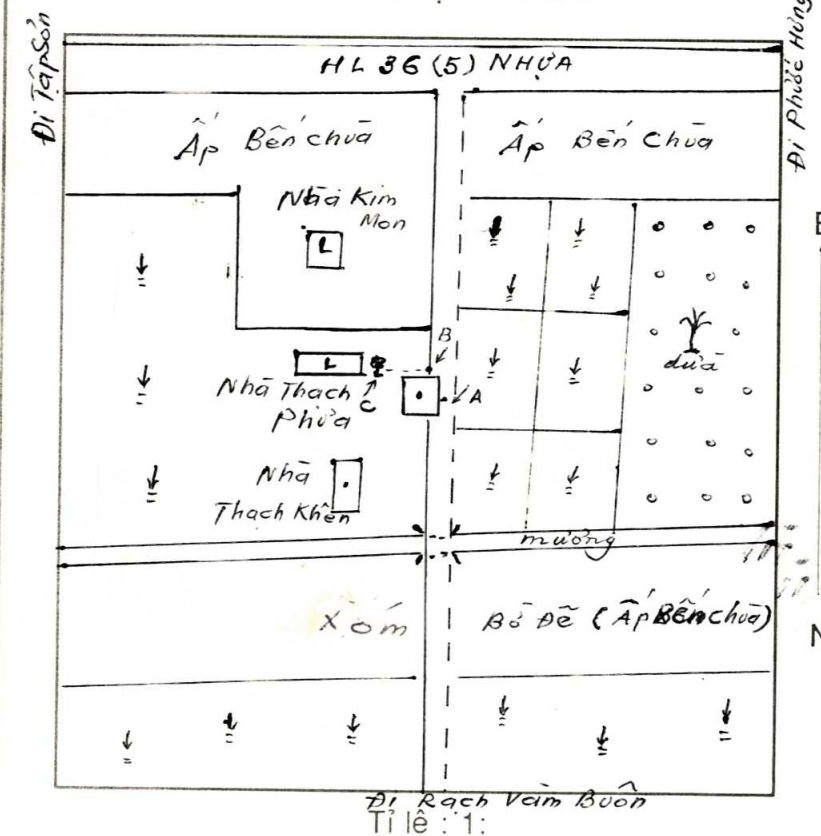 Đi Tập Sơn
HL 36 (5) NHỰA
Đi Phước Hưng
Ấp Bến chùa
Ấp Bến Chùa
Nhà Kim
Mon
L
B
B
L
Nhà Thạch
Phưa
C
A
dừa
Nhà
Thạch Khên
mương
Xóm
Bồ Đề (Ấp Bến chùa)
N
Đi Rạch Vàm Buôn
Tỉ lệ : 1: